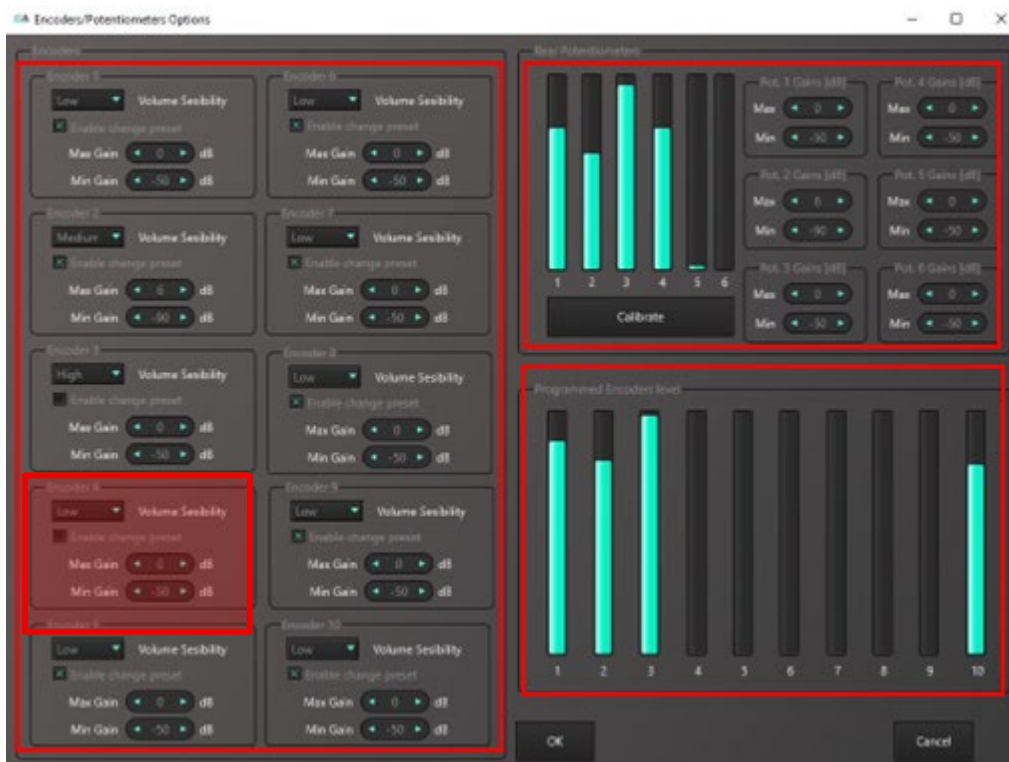 Encoders/Potentiometers Options
Encoders
Encoder 1
Low Volume Sesibility
Enable change preset
Max Gain 0 dB
Min Gain -50 dB
Encoder 2
Medium Volume Sesibility
Enable change preset
Max Gain 6 dB
Min Gain -90 dB
Encoder 3
High Volume Sesibility
Enable change preset
Max Gain 0 dB
Min Gain -50 dB
Encoder 4
Low Volume Sesibility
Enable change preset
Max Gain 0 dB
Min Gain -50 dB
Encoder 5
Low Volume Sesibility
Enable change preset
Max Gain 0 dB
Min Gain -50 dB
Encoder 6
Low Volume Sesibility
Enable change preset
Max Gain 0 dB
Min Gain -50 dB
Encoder 7
Low Volume Sesibility
Enable change preset
Max Gain 0 dB
Min Gain -50 dB
Encoder 8
Low Volume Sesibility
Enable change preset
Max Gain 0 dB
Min Gain -50 dB
Encoder 9
Low Volume Sesibility
Enable change preset
Max Gain 0 dB
Min Gain -50 dB
Encoder 10
Low Volume Sesibility
Enable change preset
Max Gain 0 dB
Min Gain -50 dB
Rear Potentiometers
1 2 3 4 5 6
Calibrate
Pot. 1 Gains [dB]
Max 0
Min -50
Pot. 2 Gains [dB]
Max 6
Min -90
Pot. 3 Gains [dB]
Max 0
Min -50
Pot. 4 Gains [dB]
Max 0
Min -50
Pot. 5 Gains [dB]
Max 0
Min -50
Pot. 6 Gains [dB]
Max 0
Min -50
Programmed Encoders level
1 2 3 4 5 6 7 8 9 10
OK
Cancel